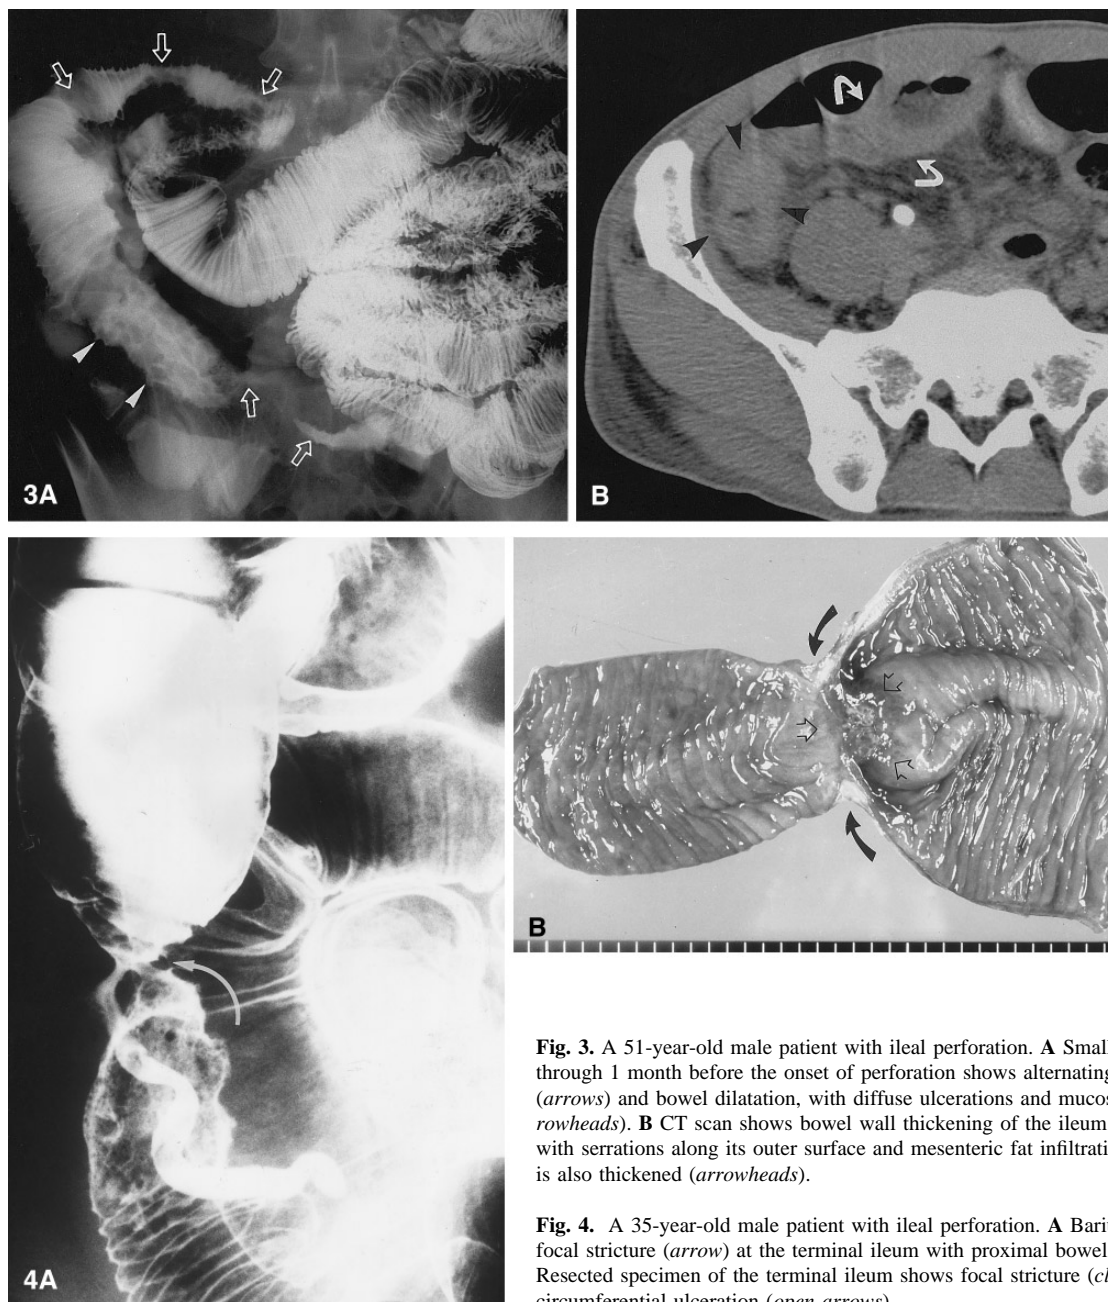 3A
B
4A
B
Fig. 3. A 51-year-old male patient with ileal perforation. A Small
through 1 month before the onset of perforation shows alternating
(arrows) and bowel dilatation, with diffuse ulcerations and mucos
rowheads). B CT scan shows bowel wall thickening of the ileum
with serrations along its outer surface and mesenteric fat infiltrati
is also thickened (arrowheads).
Fig. 4. A 35-year-old male patient with ileal perforation. A Bari
focal stricture (arrow) at the terminal ileum with proximal bowel
Resected specimen of the terminal ileum shows focal stricture (cl
circumferential ulceration (open arrows).